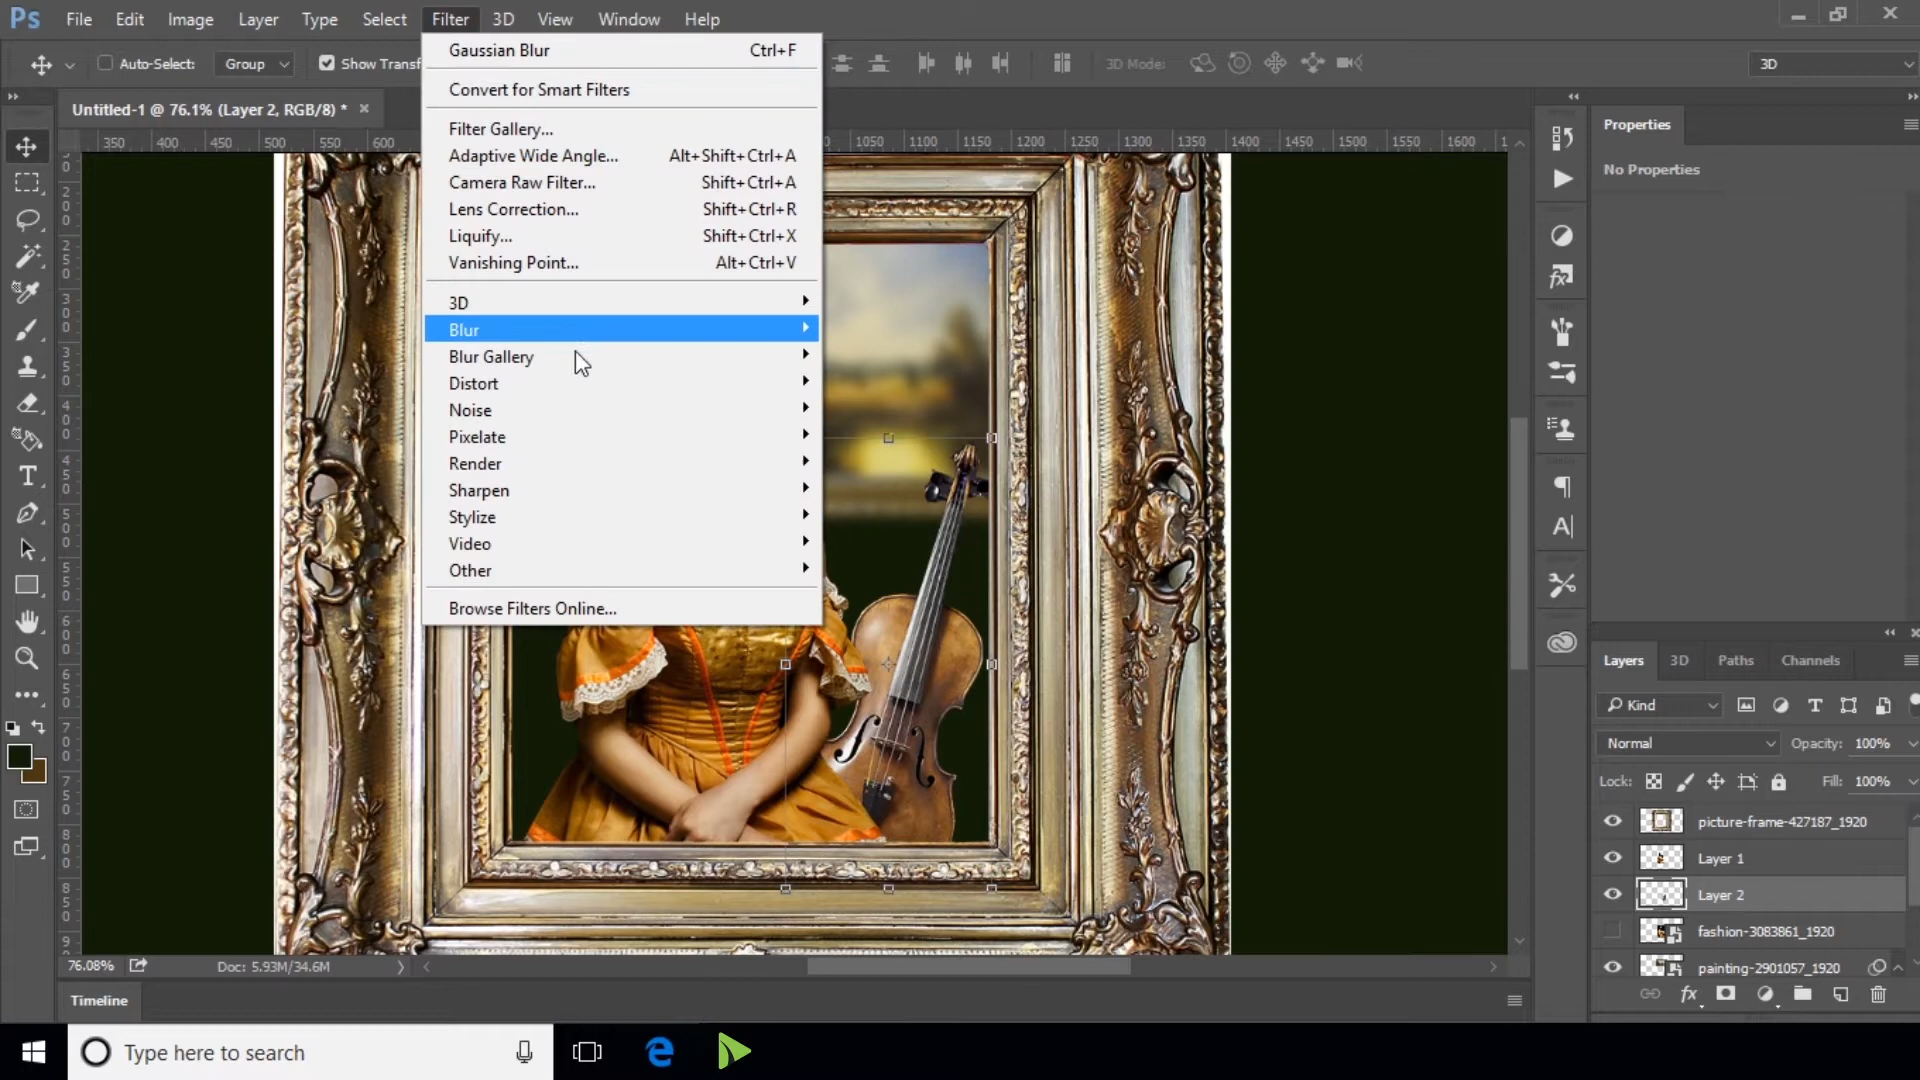 Ps File Edit Image Layer Type Select Filter 3D View Window Help
Auto-Select: Group Show Transf 3D Mode: 3D
Untitled-1 @ 76.1% (Layer 2, RGB/8) *
350 400 450 500 550 600 1050 1100 1150 1200 1250 1300 1350 1400 1450 1500 1550 1600
Gaussian Blur Ctrl+F
Convert for Smart Filters
Filter Gallery...
Adaptive Wide Angle... Alt+Shift+Ctrl+A
Camera Raw Filter... Shift+Ctrl+A
Lens Correction... Shift+Ctrl+R
Liquify... Shift+Ctrl+X
Vanishing Point... Alt+Ctrl+V
3D
Blur
Blur Gallery
Distort
Noise
Pixelate
Render
Sharpen
Stylize
Video
Other
Browse Filters Online...
Properties
No Properties
Layers 3D Paths Channels
Kind
Normal Opacity: 100%
Lock: Fill: 100%
picture-frame-427187_1920
Layer 1
Layer 2
fashion-3083861_1920
painting-2901057_1920
fx
76.08% Doc: 5.93M/34.6M
Timeline
Type here to search